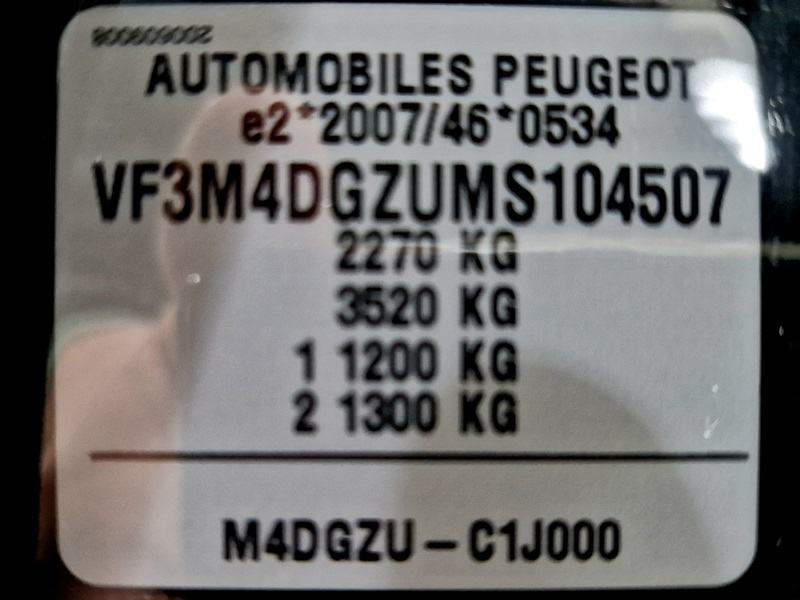 AUTOMOBILES PEUGEOT
e2*2007/46*0534
VF3M4DGZUMS104507
2270 KG
3520 KG
1 1200 KG
2 1300 KG
M4DGZU – C1J000